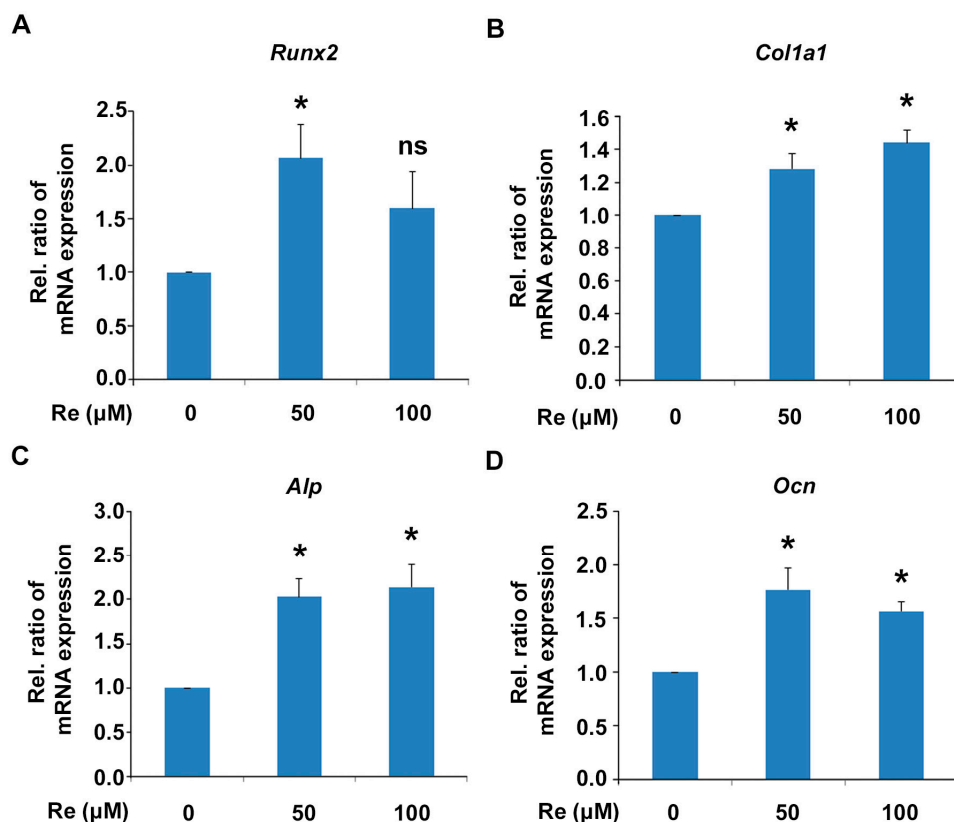 A
Runx2
Rel. ratio of
mRNA expression
2.5
2.0
1.5
1.0
0.5
0.0
*
ns
Re (µM) 0 50 100
B
Col1a1
Rel. ratio of
mRNA expression
1.6
1.4
1.2
1.0
0.8
0.6
0.4
0.2
0.0
*
*
0 50 100
C
Alp
Rel. ratio of
mRNA expression
3.0
2.5
2.0
1.5
1.0
0.5
0.0
*
*
Re (µM) 0 50 100
D
Ocn
Rel. ratio of
mRNA expression
2.5
2.0
1.5
1.0
0.5
0.0
*
*
Re (µM) 0 50 100